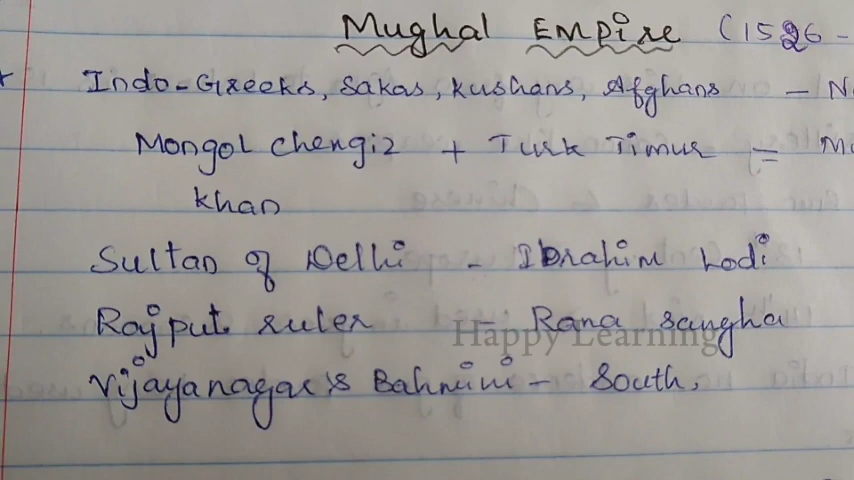 Mughal Empire (1526 -
Indo-Greeks, Sakas, Kushans, Afghans - N
Mongol Chengiz + Turk Timur = M
Khan
Sultan of Delhi - Ibrahim Lodi
Rajput ruler - Rana Sangha
Happy Learning
Vijayanagar & Bahmini - South.